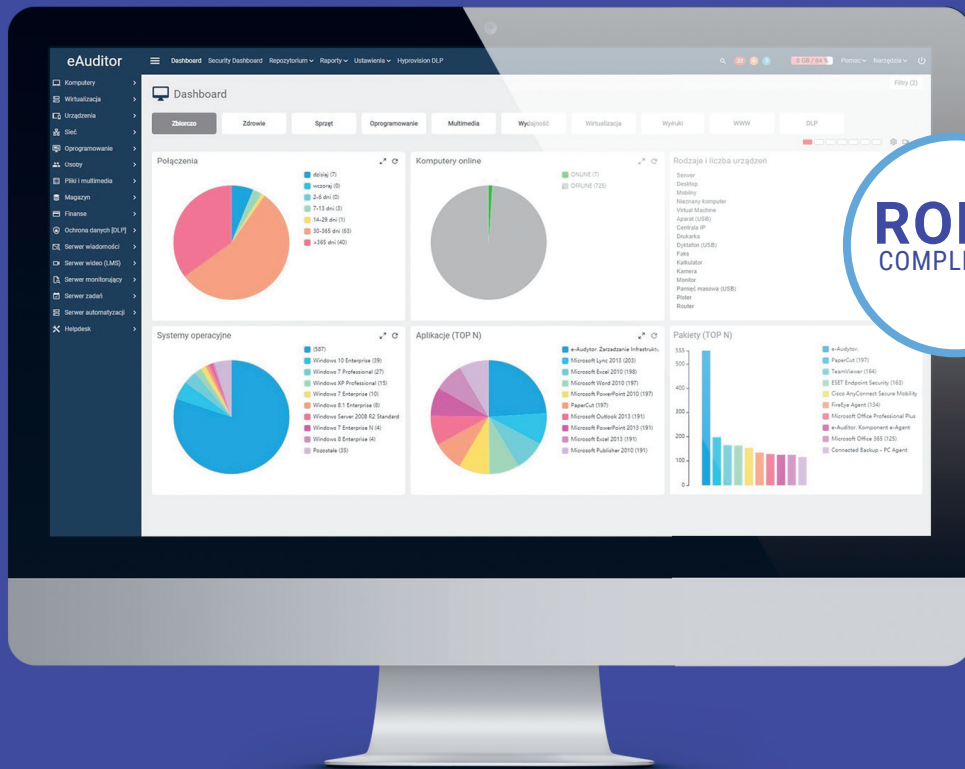 eAuditor
Dashboard Security Dashboard Repozytorium Raporty Ustawienia Hyprovision DLP
0 GB / 84 % Pomoc Narzędzia
Komputery
Wirtualizacja
Urządzenia
Sieć
Oprogramowanie
Osoby
Pliki i multimedia
Magazyn
Finanse
Ochrona danych [DLP]
Serwer wiadomości
Serwer wideo (LMS)
Serwer monitorujący
Serwer zadań
Serwer automatyzacji
Helpdesk
Dashboard
Filtry (2)
Zbiorczo Zdrowie Sprzęt Oprogramowanie Multimedia Wydajność Wirtualizacja Wydruki WWW DLP
Połączenia
dzisiaj (7)
wczoraj (0)
2-6 dni (0)
7-13 dni (3)
14-29 dni (1)
30-365 dni (63)
>365 dni (40)
Komputery online
ONLINE (7)
OFFLINE (725)
Rodzaje i liczba urządzeń
Serwer
Desktop
Mobilny
Nieznany komputer
Virtual Machine
Aparat (USB)
Centrala IP
Drukarka
Dyktafon (USB)
Faks
Kalkulator
Kamera
Monitor
Pamięć masowa (USB)
Ploter
Router
COMPLE
Systemy operacyjne
(587)
Windows 10 Enterprise (39)
Windows 7 Professional (27)
Windows XP Professional (15)
Windows 7 Enterprise (10)
Windows 8.1 Enterprise (6)
Windows Server 2008 R2 Standard
Windows 7 Enterprise N (4)
Windows 8 Enterprise (4)
Pozostałe (35)
Aplikacje (TOP N)
e-Audytor. Zarządzanie Infrastruktu
Microsoft Lync 2013 (203)
Microsoft Excel 2010 (198)
Microsoft Word 2010 (197)
Microsoft PowerPoint 2010 (197)
PaperCut (197)
Microsoft Outlook 2013 (191)
Microsoft PowerPoint 2013 (191)
Microsoft Excel 2013 (191)
Microsoft Publisher 2010 (191)
Pakiety (TOP N)
555
500
400
300
200
100
0
e-Audytor.
PaperCut (197)
TeamViewer (164)
ESET Endpoint Security (163)
Cisco AnyConnect Secure Mobility
FireEye Agent (134)
Microsoft Office Professional Plus
e-Auditor. Komponent e-Agent
Microsoft Office 365 (125)
Connected Backup - PC Agent